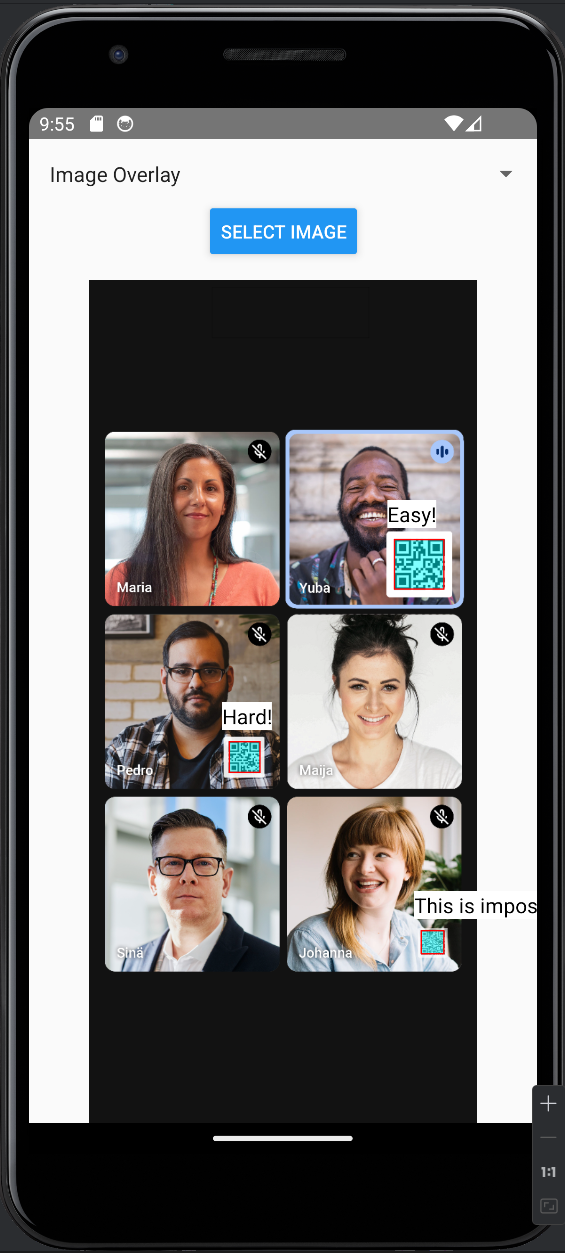 9:55
Image Overlay
SELECT IMAGE
Maria
Easy!
Yuba
Hard!
Pedro
Maija
This is impos
Sinä
Johanna
1:1